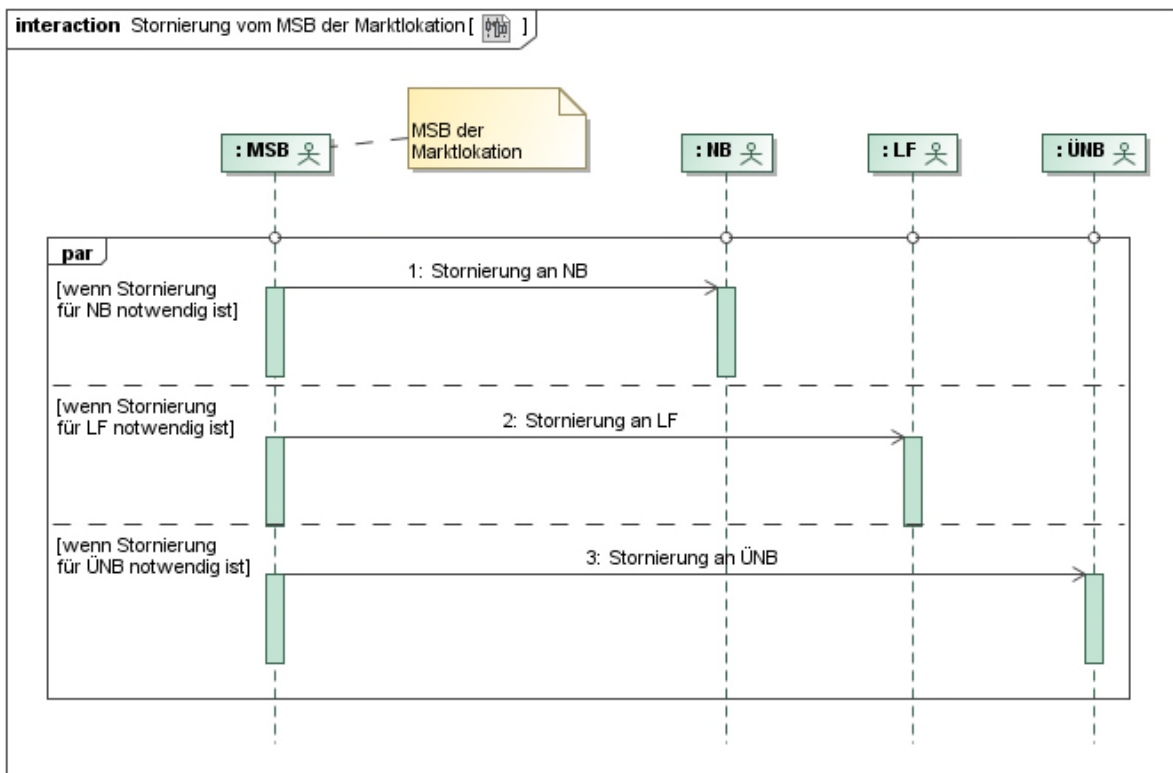 interaction Stornierung vom MSB der Marktlokation [ ]
MSB der
Marktlokation
: MSB
: NB
: LF
: ÜNB
par
1: Stornierung an NB
[wenn Stornierung
für NB notwendig ist]
[wenn Stornierung
für LF notwendig ist]
2: Stornierung an LF
[wenn Stornierung
für ÜNB notwendig ist]
3: Stornierung an ÜNB